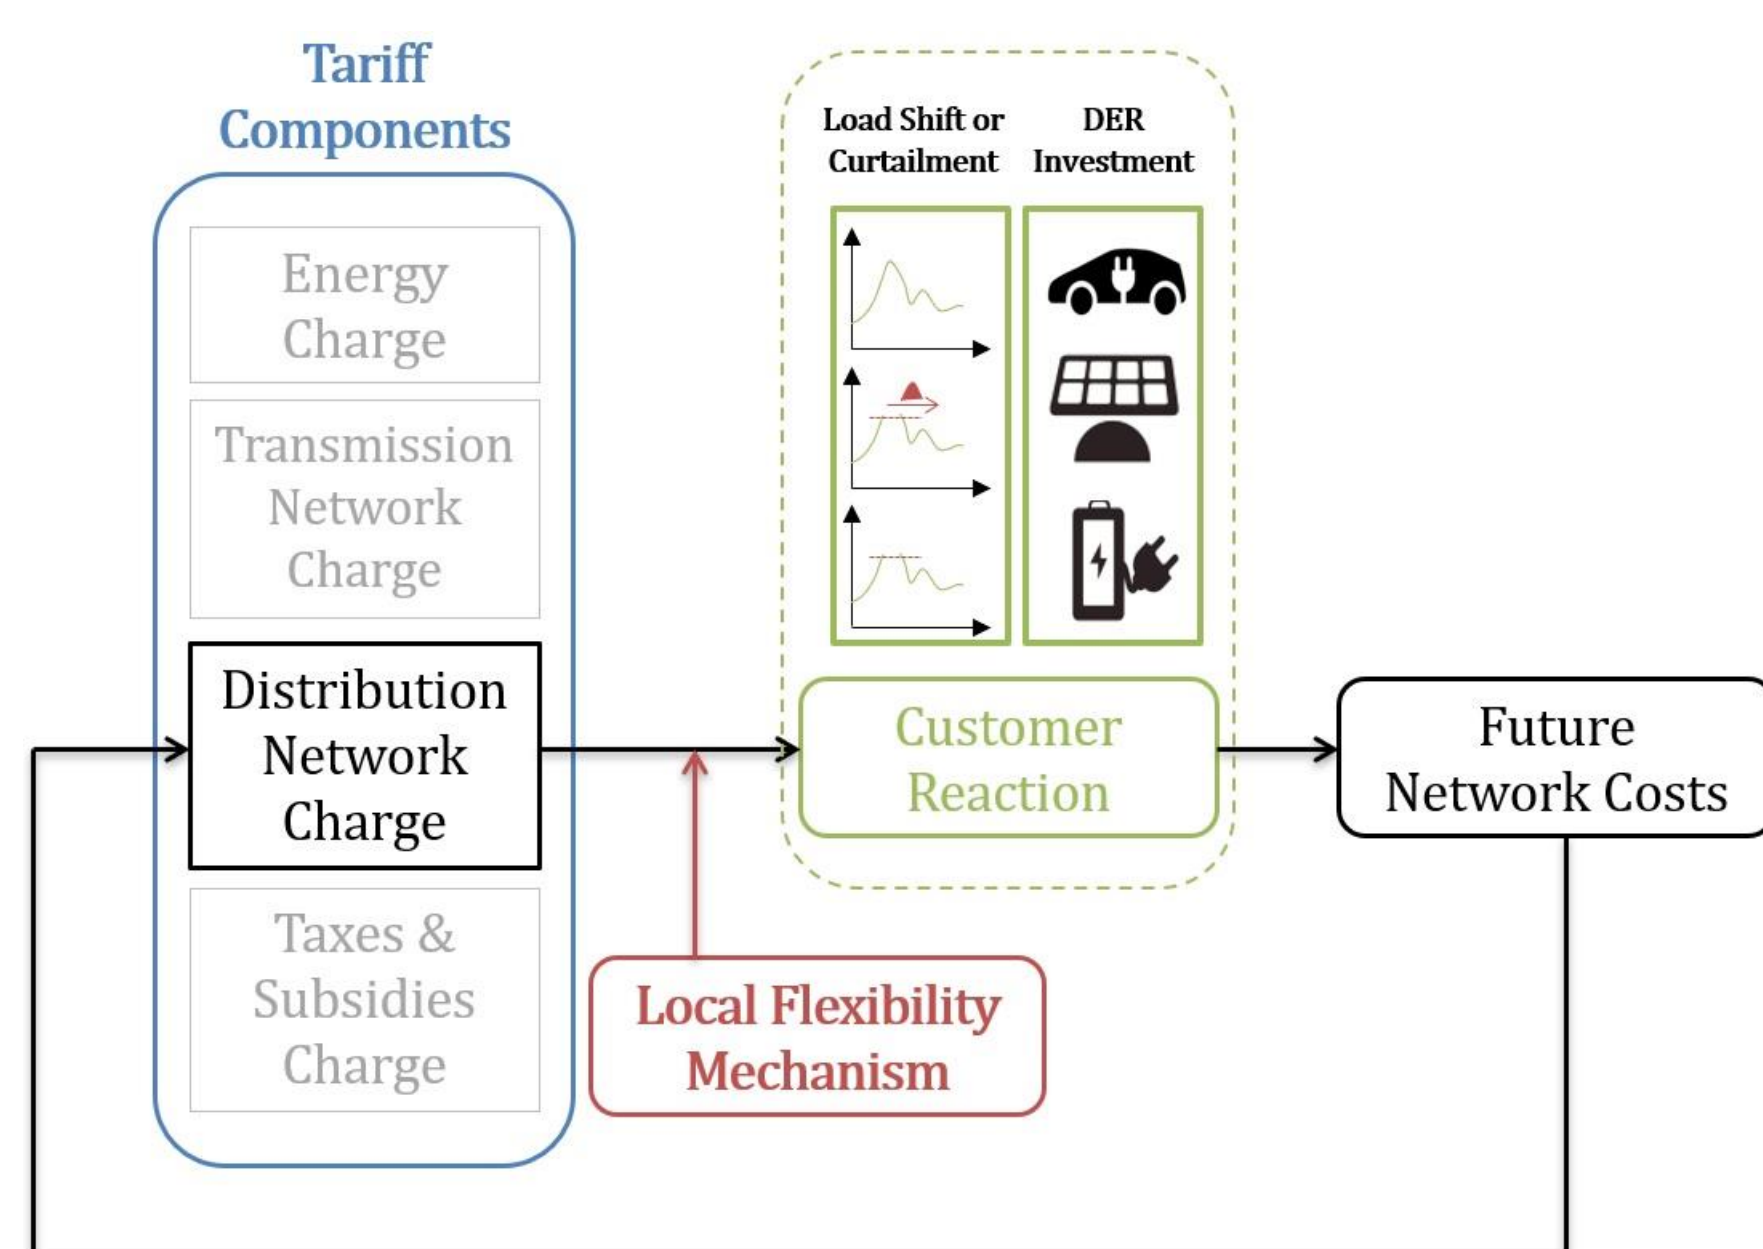 Tariff
Components
Energy
Charge
Transmission
Network
Charge
Distribution
Network
Charge
Taxes &
Subsidies
Charge
Load Shift or
Curtailment
DER
Investment
Customer
Reaction
Local Flexibility
Mechanism
Future
Network Costs